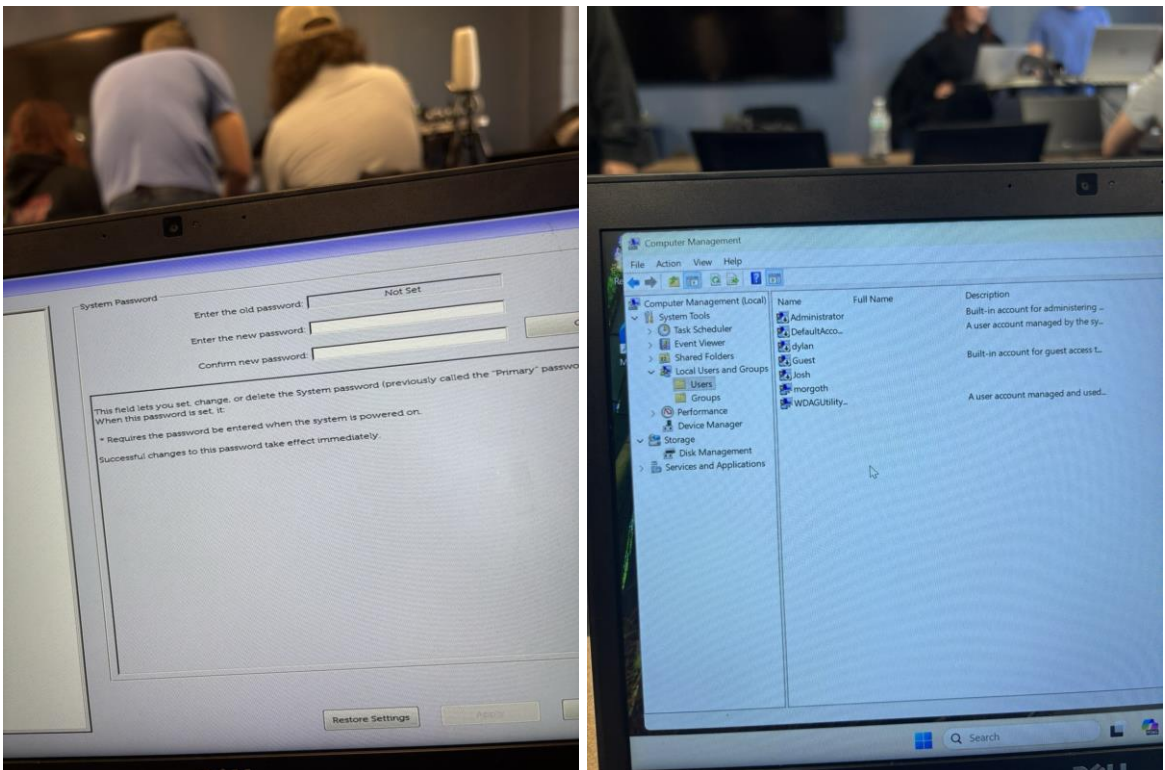 System Password
Enter the old password: Not Set
Enter the new password:
Confirm new password:
This field lets you set, change, or delete the System password (previously called the "Primary" passwo
When this password is set, it:
* Requires the password be entered when the system is powered on.
Successful changes to this password take effect immediately.
Restore Settings
Apply
Computer Management
File Action View Help
Computer Management (Local)
System Tools
Task Scheduler
Event Viewer
Shared Folders
Local Users and Groups
Users
Groups
Performance
Device Manager
Storage
Disk Management
Services and Applications
Name Full Name Description
Administrator Built-in account for administering ...
DefaultAcco... A user account managed by the sy...
dylan
Guest Built-in account for guest access t...
Josh
morgoth
WDAGUtility... A user account managed and used...
Search
DELL